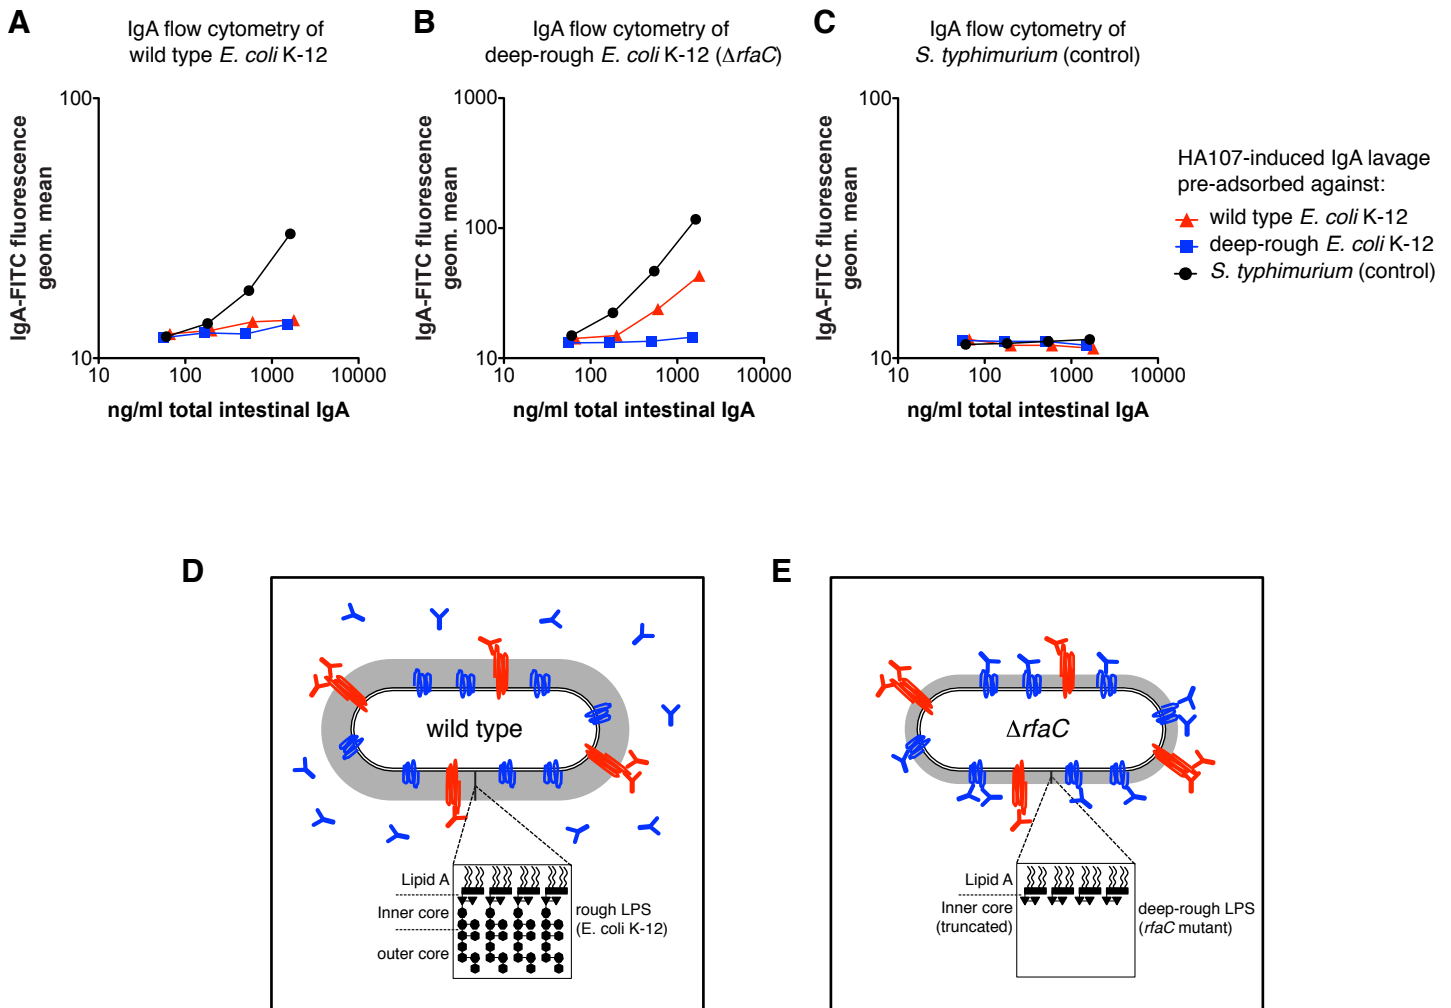 A
IgA flow cytometry of
wild type E. coli K-12
100
10
IgA-FITC fluorescence
geom. mean
10
100
1000
10000
ng/ml total intestinal IgA
B
IgA flow cytometry of
deep-rough E. coli K-12 (ΔrfaC)
1000
100
10
IgA-FITC fluorescence
geom. mean
10
100
1000
10000
ng/ml total intestinal IgA
C
IgA flow cytometry of
S. typhimurium (control)
100
10
IgA-FITC fluorescence
geom. mean
10
100
1000
10000
ng/ml total intestinal IgA
HA107-induced IgA lavage
pre-adsorbed against:
wild type E. coli K-12
deep-rough E. coli K-12
S. typhimurium (control)
D
wild type
Lipid A
Inner core
outer core
rough LPS
(E. coli K-12)
E
ΔrfaC
Lipid A
Inner core
(truncated)
deep-rough LPS
(rfaC mutant)